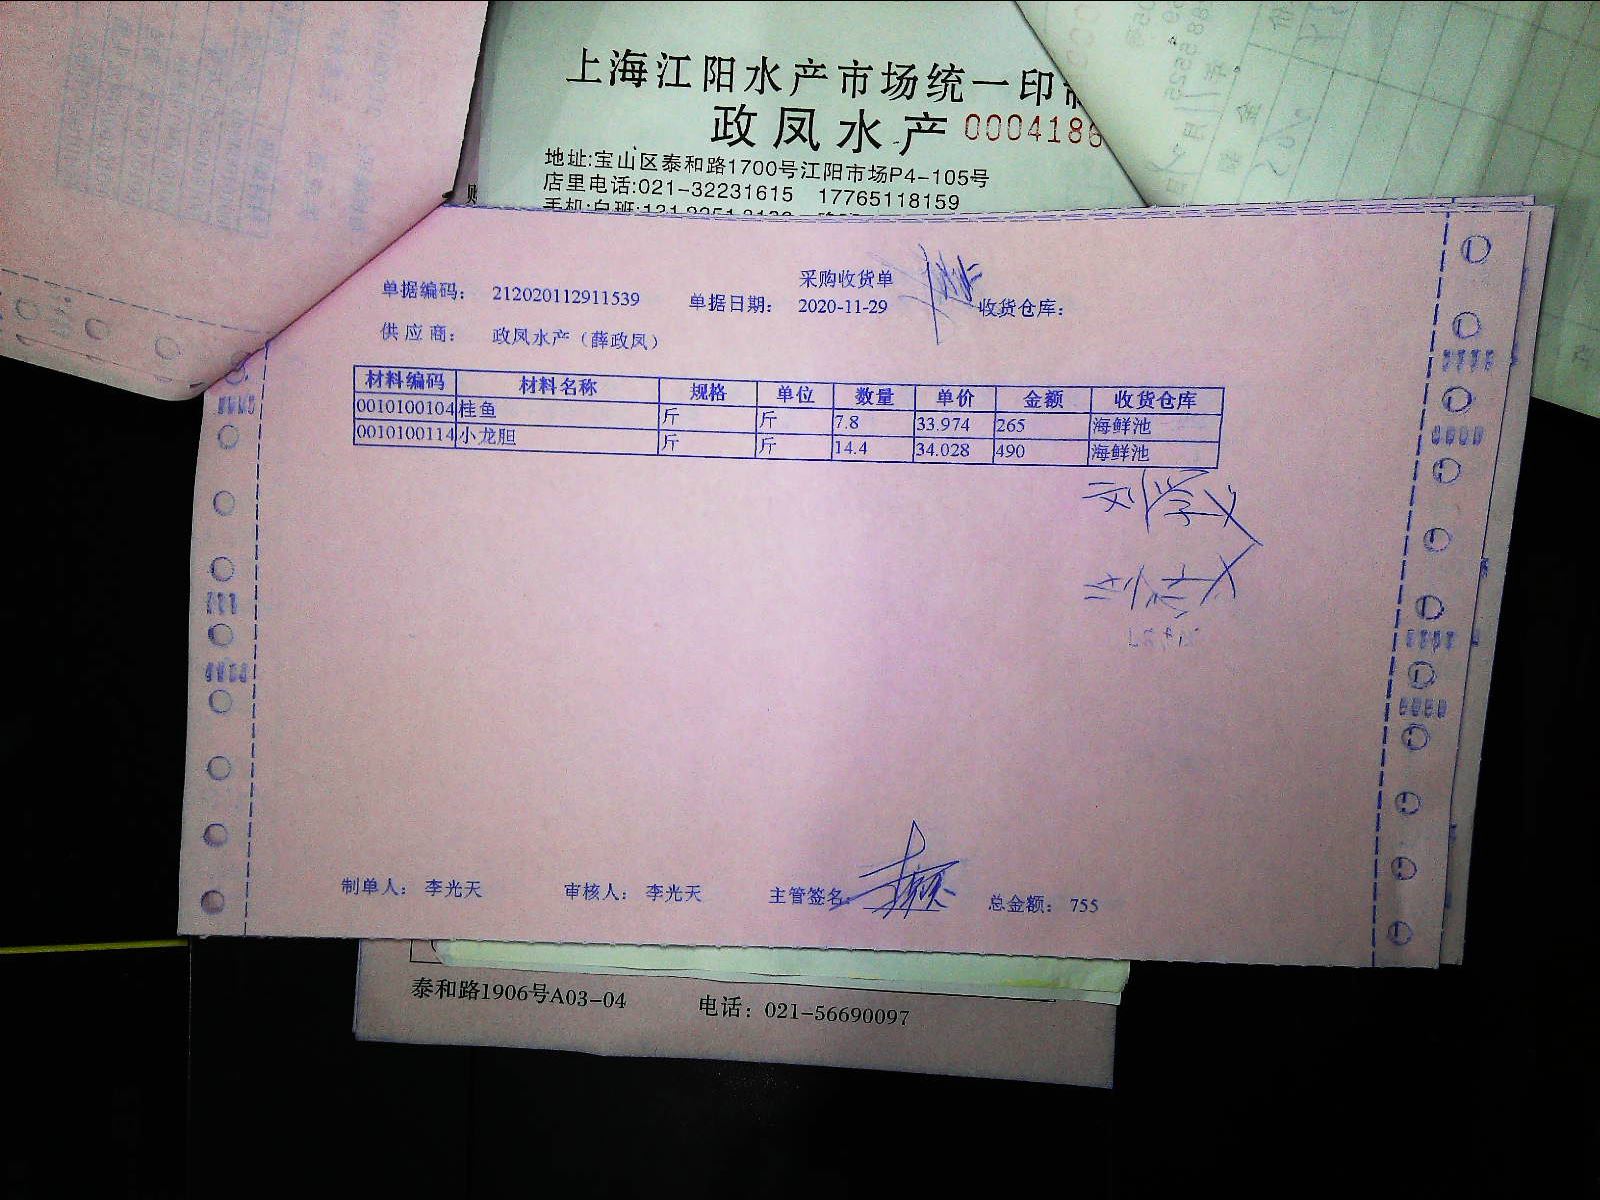 上海江阳水产市场统一印制
政凤水产 0004186
地址:宝山区泰和路1700号江阳市场P4-105号
店里电话:021-32231615 17765118159
采购收货单
单据编码: 212020112911539 单据日期: 2020-11-29 收货仓库:
供应商: 政凤水产（薛政凤）
材料编码 材料名称 规格 单位 数量 单价 金额 收货仓库
0010100104 桂鱼 斤 斤 7.8 33.974 265 海鲜池
0010100114 小龙胆 斤 斤 14.4 34.028 490 海鲜池
刘学义
制单人: 李光天 审核人: 李光天 主管签名: 总金额: 755
泰和路1906号A03-04 电话: 021-56690097